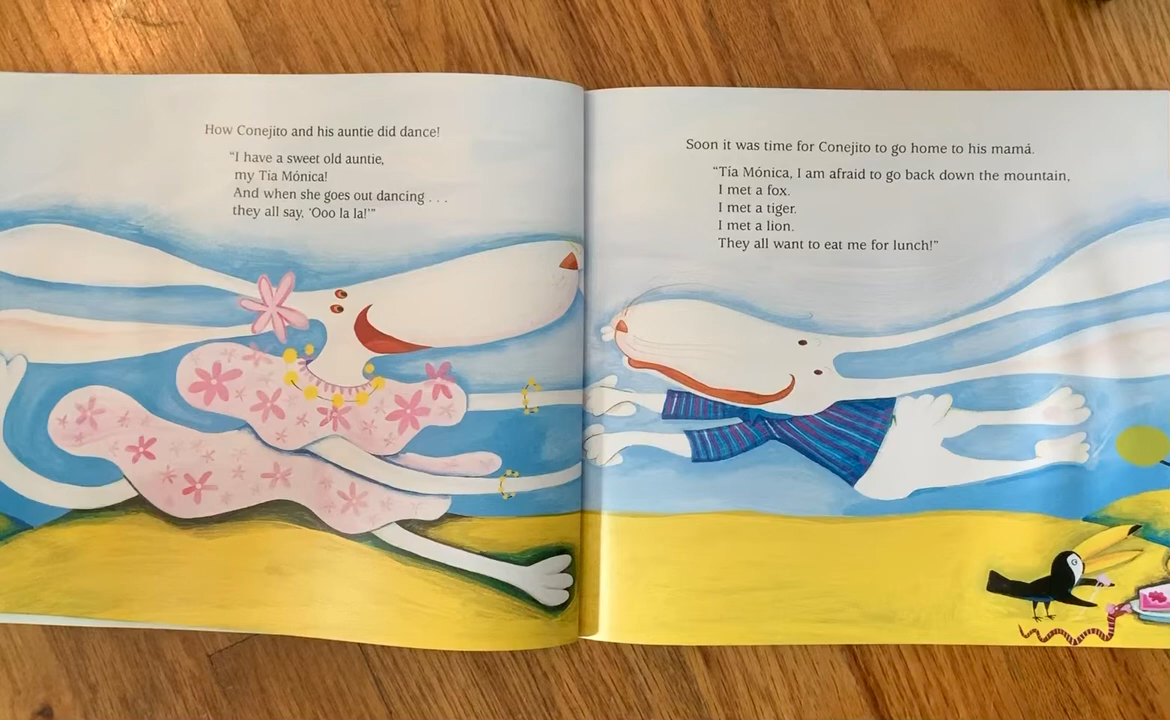 How Conejito and his auntie did dance!
“I have a sweet old auntie,
my Tía Mónica!
And when she goes out dancing . . .
they all say, ‘Ooo la la!’”
Soon it was time for Conejito to go home to his mamá.
“Tía Mónica, I am afraid to go back down the mountain,
I met a fox.
I met a tiger.
I met a lion.
They all want to eat me for lunch!”